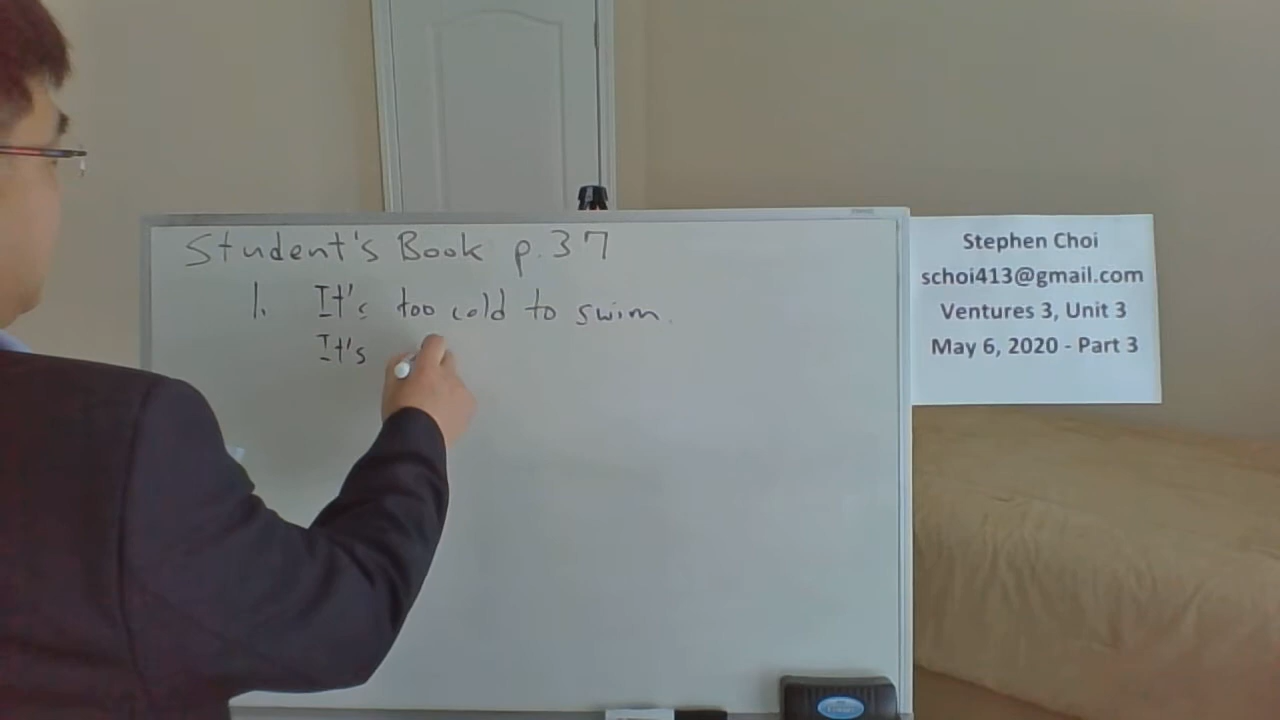 Student's Book p.37
1. It's too cold to swim.
It's
Stephen Choi
schoi413@gmail.com
Ventures 3, Unit 3
May 6, 2020 - Part 3